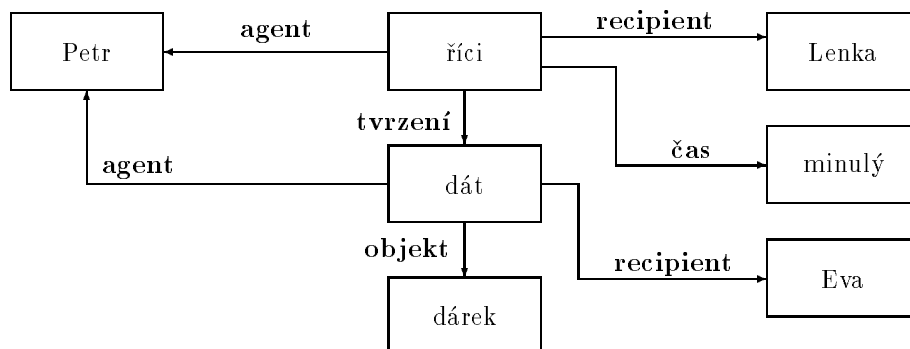 agent
recipient
Petr
říci
Lenka
tvrzení
čas
agent
dát
minulý
objekt
recipient
Eva
dárek